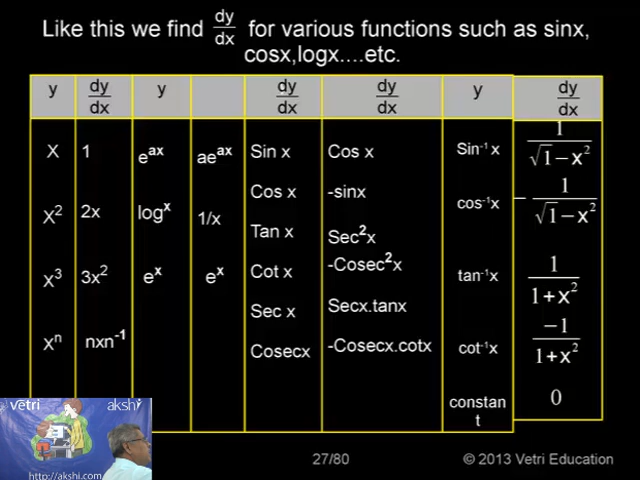 Like this we find dy/dx for various functions such as sinx,
cosx,logx....etc.
y dy/dx y dy/dx dy/dx y dy/dx
X 1 e^ax ae^ax Sin x Cos x Sin⁻¹x 1/√1−x²
X² 2x log^x 1/x Cos x -sinx cos⁻¹x −1/√1−x²
Tan x Sec²x
X³ 3x² e^x e^x Cot x -Cosec²x tan⁻¹x 1/1+x²
Sec x Secx.tanx
Xⁿ nxn⁻¹ Cosecx -Cosecx.cotx cot⁻¹x −1/1+x²
constan
t 0
vetri akshi
http://akshi.com
27/80 © 2013 Vetri Education